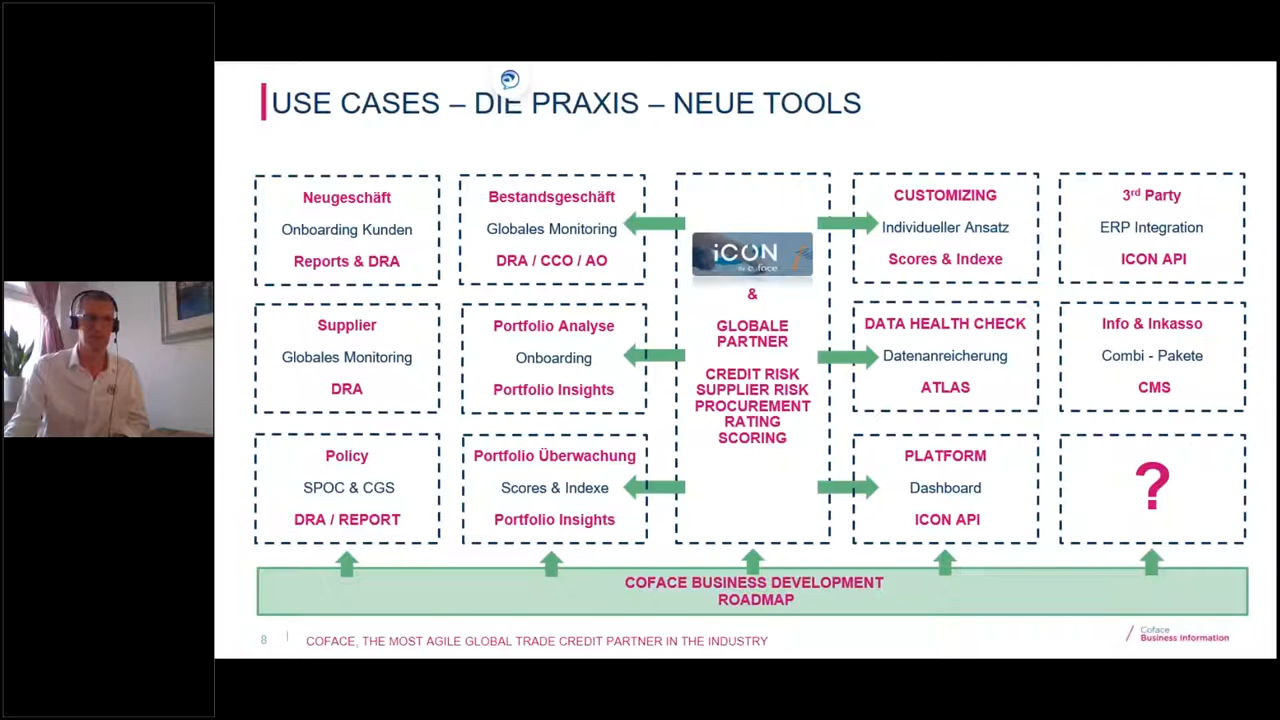 USE CASES – DIE PRAXIS – NEUE TOOLS
Neugeschäft
Onboarding Kunden
Reports & DRA
Bestandsgeschäft
Globales Monitoring
DRA / CCO / AO
iCON
by coface
&
GLOBALE
PARTNER
CREDIT RISK
SUPPLIER RISK
PROCUREMENT
RATING
SCORING
CUSTOMIZING
Individueller Ansatz
Scores & Indexe
3rd Party
ERP Integration
ICON API
Supplier
Globales Monitoring
DRA
Portfolio Analyse
Onboarding
Portfolio Insights
DATA HEALTH CHECK
Datenanreicherung
ATLAS
Info & Inkasso
Combi - Pakete
CMS
Policy
SPOC & CGS
DRA / REPORT
Portfolio Überwachung
Scores & Indexe
Portfolio Insights
PLATFORM
Dashboard
ICON API
?
COFACE BUSINESS DEVELOPMENT
ROADMAP
8
COFACE, THE MOST AGILE GLOBAL TRADE CREDIT PARTNER IN THE INDUSTRY
Coface
Business Information